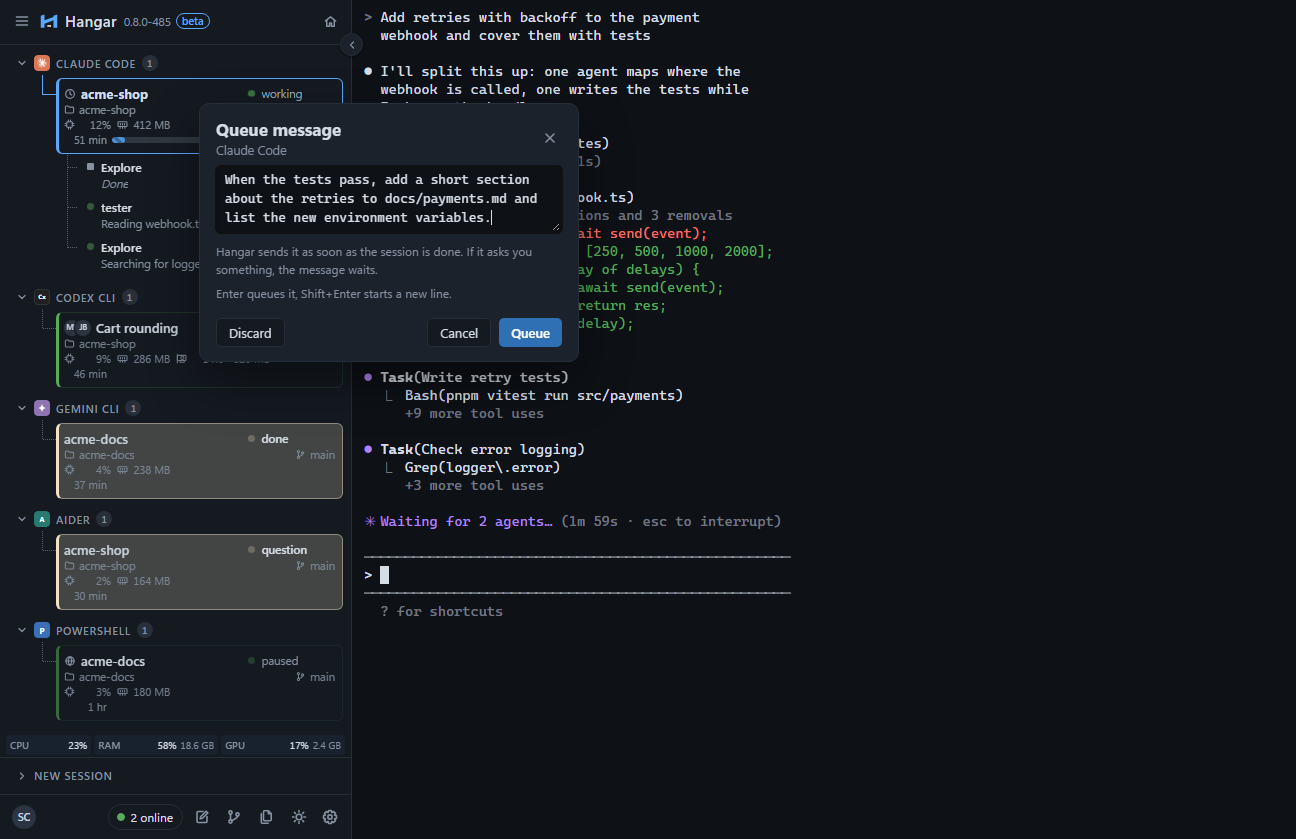 Hangar 0.8.0-485 beta
CLAUDE CODE 1
acme-shop working
acme-shop
12% 412 MB
51 min
Explore
Done
tester
Reading webhook.t
Explore
Searching for logge
Cx CODEX CLI 1
M JB Cart rounding
acme-shop
9% 286 MB
46 min
GEMINI CLI 1
acme-docs done
acme-docs main
4% 238 MB
37 min
A AIDER 1
acme-shop question
acme-shop main
2% 164 MB
30 min
P POWERSHELL 1
acme-docs paused
acme-docs main
3% 180 MB
1 hr
CPU 23% RAM 58% 18.6 GB GPU 17% 2.4 GB
NEW SESSION
SC 2 online
Queue message
Claude Code
When the tests pass, add a short section
about the retries to docs/payments.md and
list the new environment variables.
Hangar sends it as soon as the session is done. If it asks you
something, the message waits.
Enter queues it, Shift+Enter starts a new line.
Discard Cancel Queue
> Add retries with backoff to the payment
webhook and cover them with tests
● I'll split this up: one agent maps where the
webhook is called, one writes the tests while
tes)
1s)
ook.ts)
ions and 3 removals
ait send(event);
[250, 500, 1000, 2000];
ay of delays) {
await send(event);
return res;
delay);
● Task(Write retry tests)
⎿ Bash(pnpm vitest run src/payments)
+9 more tool uses
● Task(Check error logging)
⎿ Grep(logger\.error)
+3 more tool uses
✳ Waiting for 2 agents… (1m 59s · esc to interrupt)
>
? for shortcuts